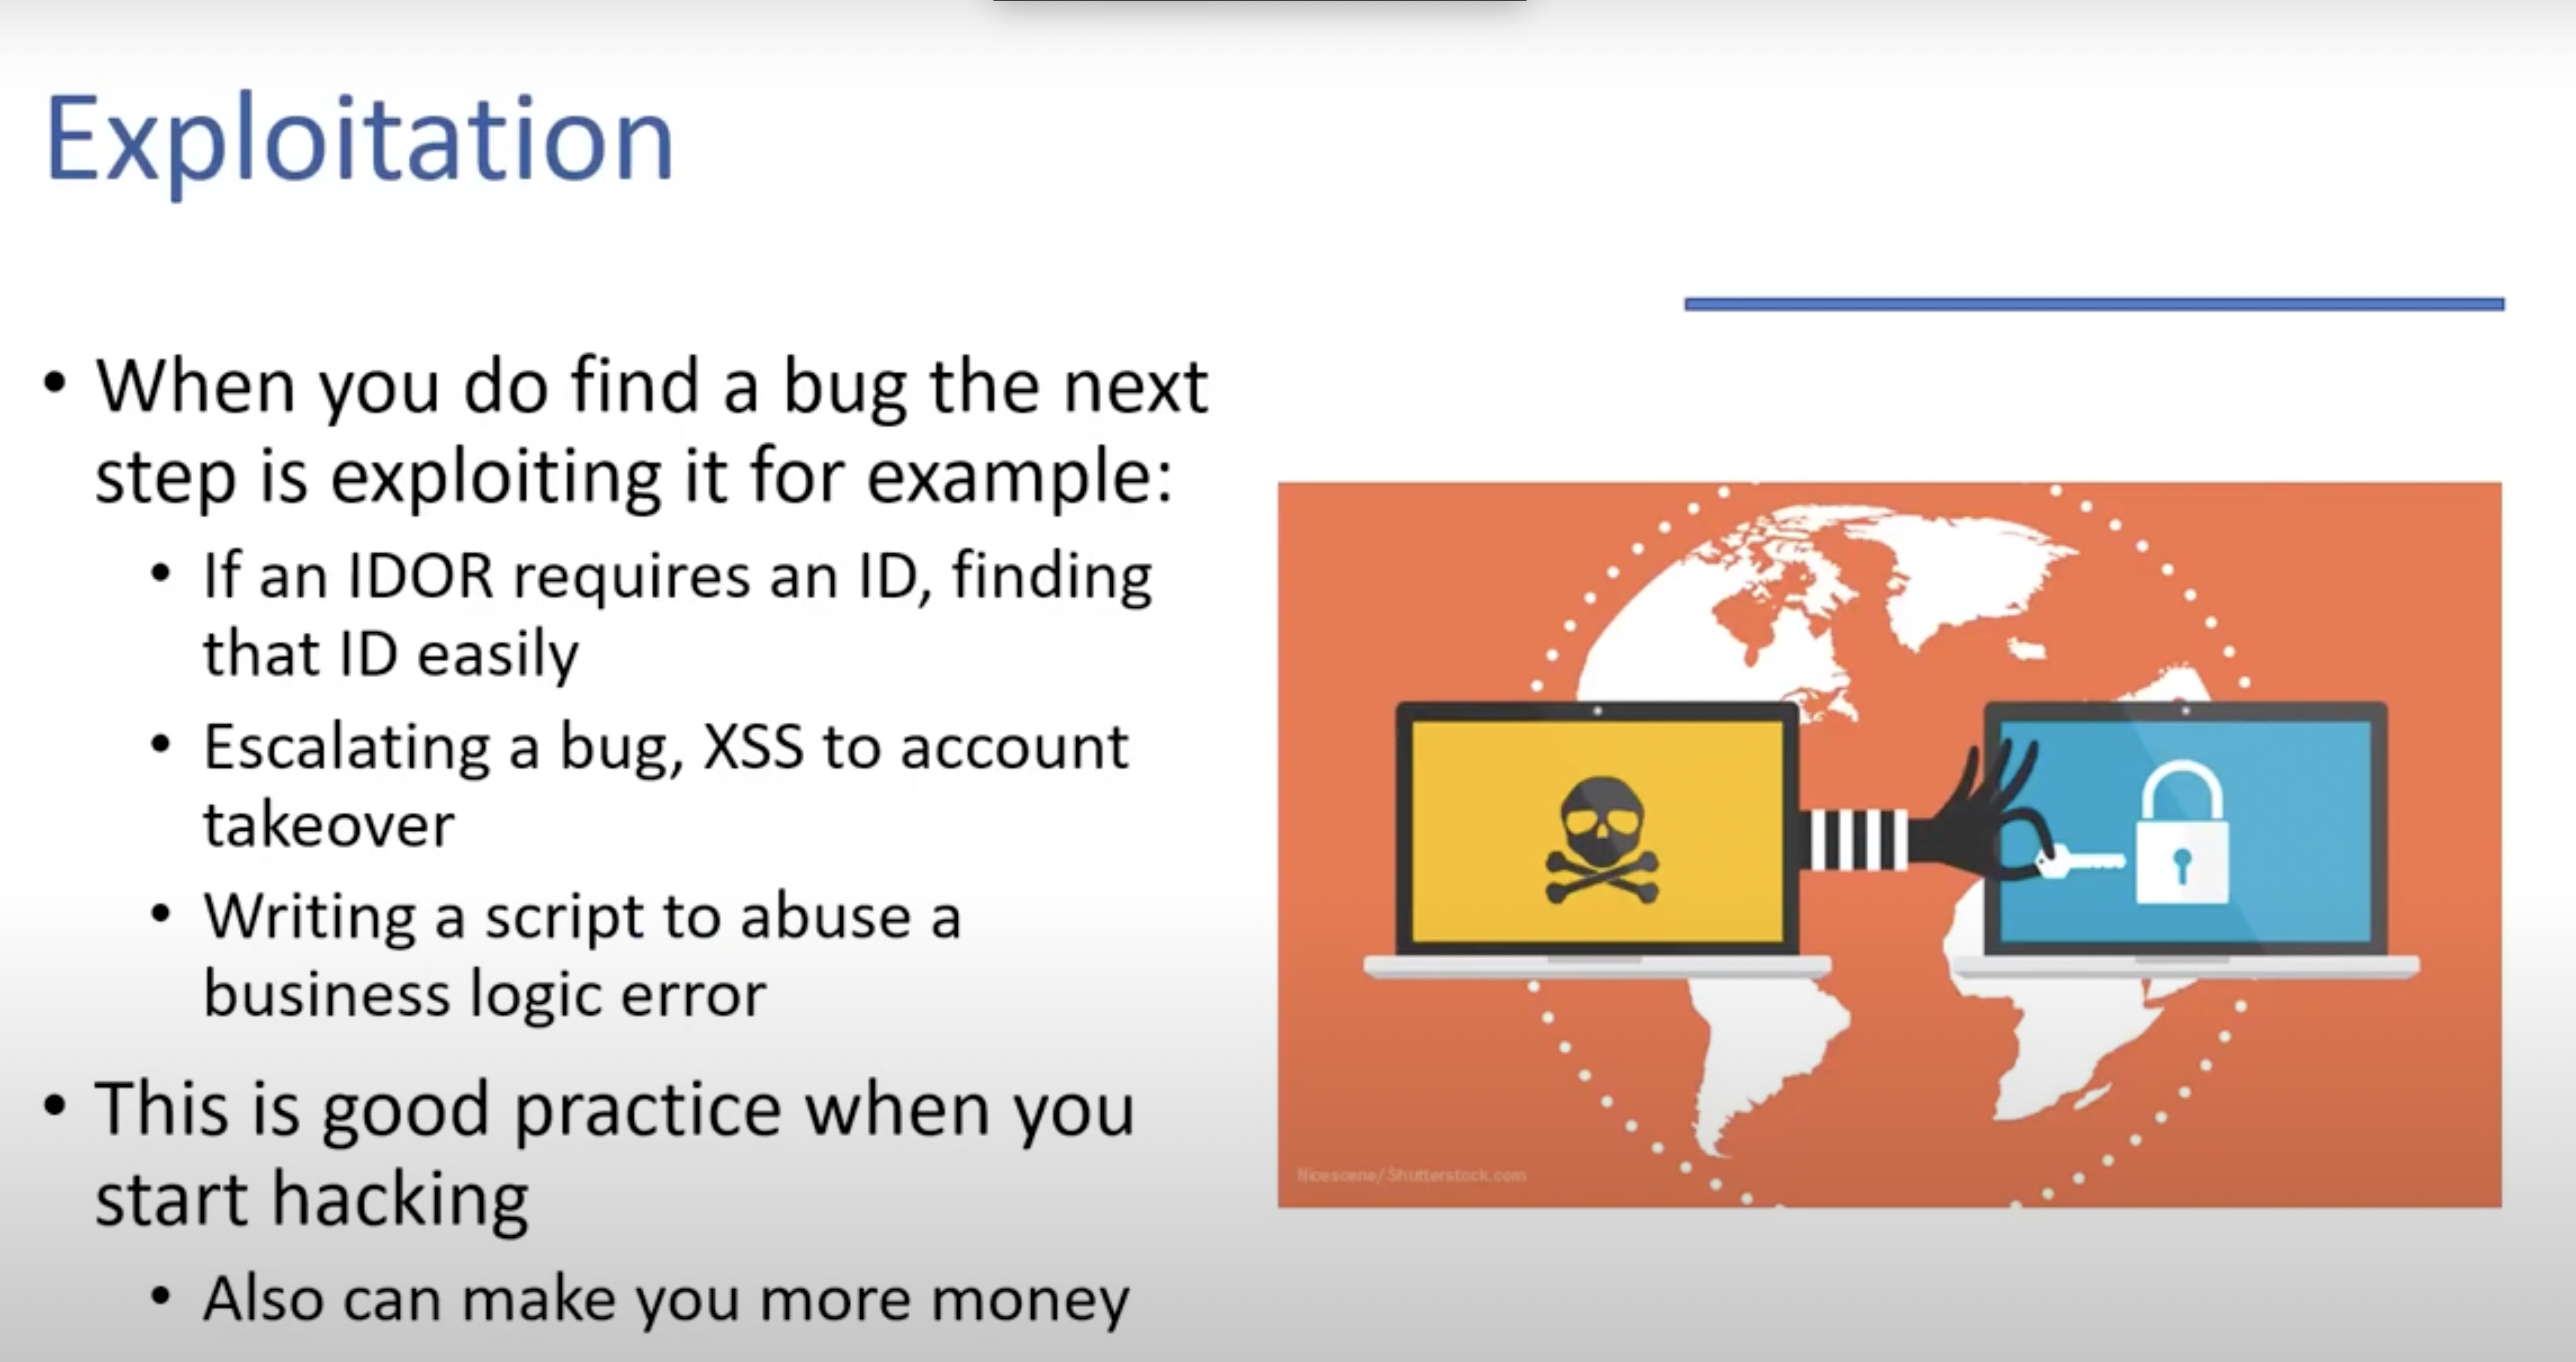 Exploitation
• When you do find a bug the next
step is exploiting it for example:
• If an IDOR requires an ID, finding
that ID easily
• Escalating a bug, XSS to account
takeover
• Writing a script to abuse a
business logic error
• This is good practice when you
start hacking
• Also can make you more money
Nicescene/Shutterstock.com